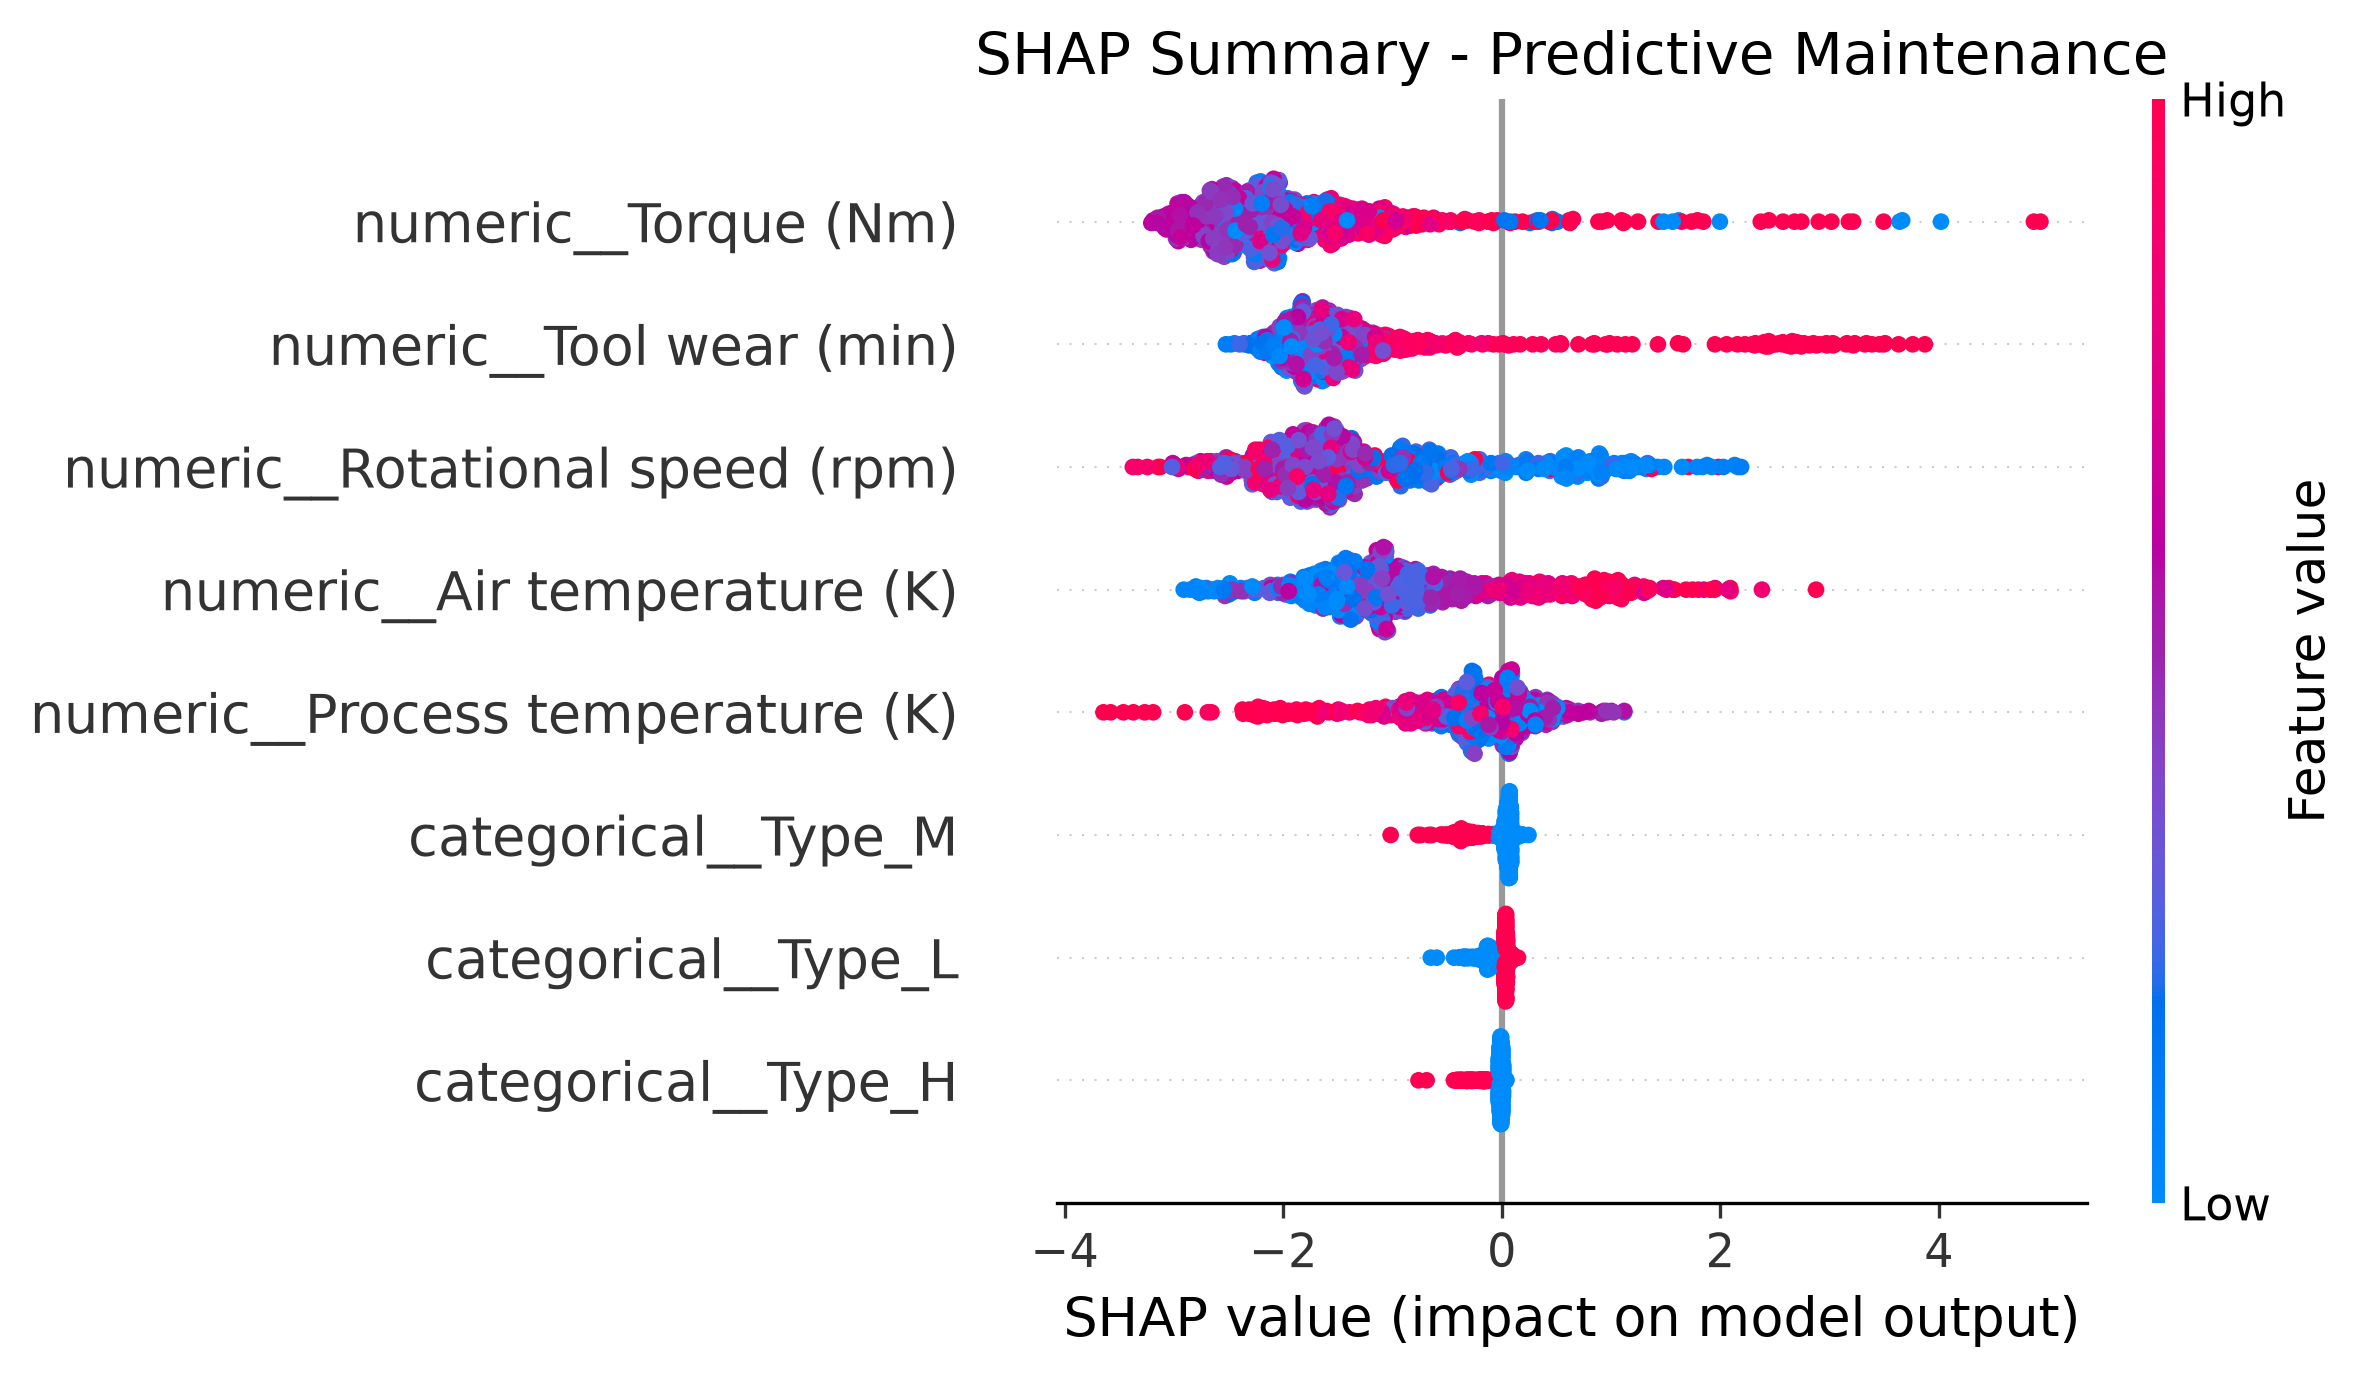 SHAP Summary - Predictive Maintenance
High
numeric__Torque (Nm)
numeric__Tool wear (min)
numeric__Rotational speed (rpm)
numeric__Air temperature (K)
numeric__Process temperature (K)
categorical__Type_M
categorical__Type_L
categorical__Type_H
Feature value
Low
−4 −2 0 2 4
SHAP value (impact on model output)